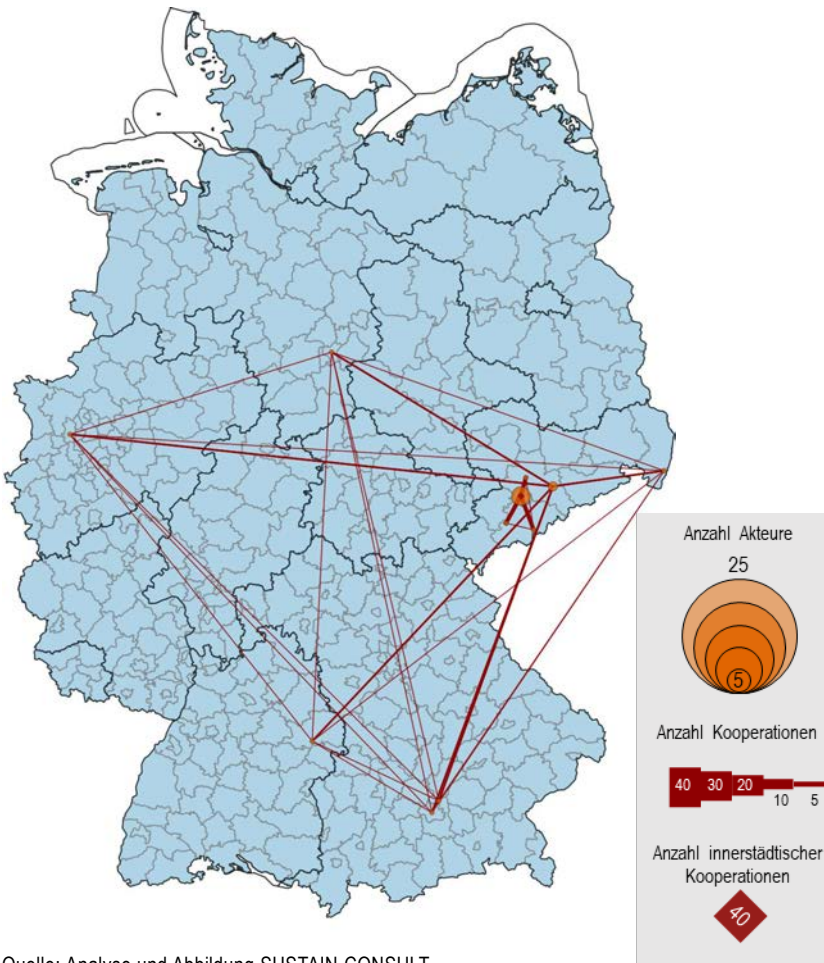 Anzahl Akteure
25
5
Anzahl Kooperationen
40 30 20 10 5
Anzahl innerstädtischer
Kooperationen
40
Quelle: Analyse und Abbildung SUSTAIN CONSULT